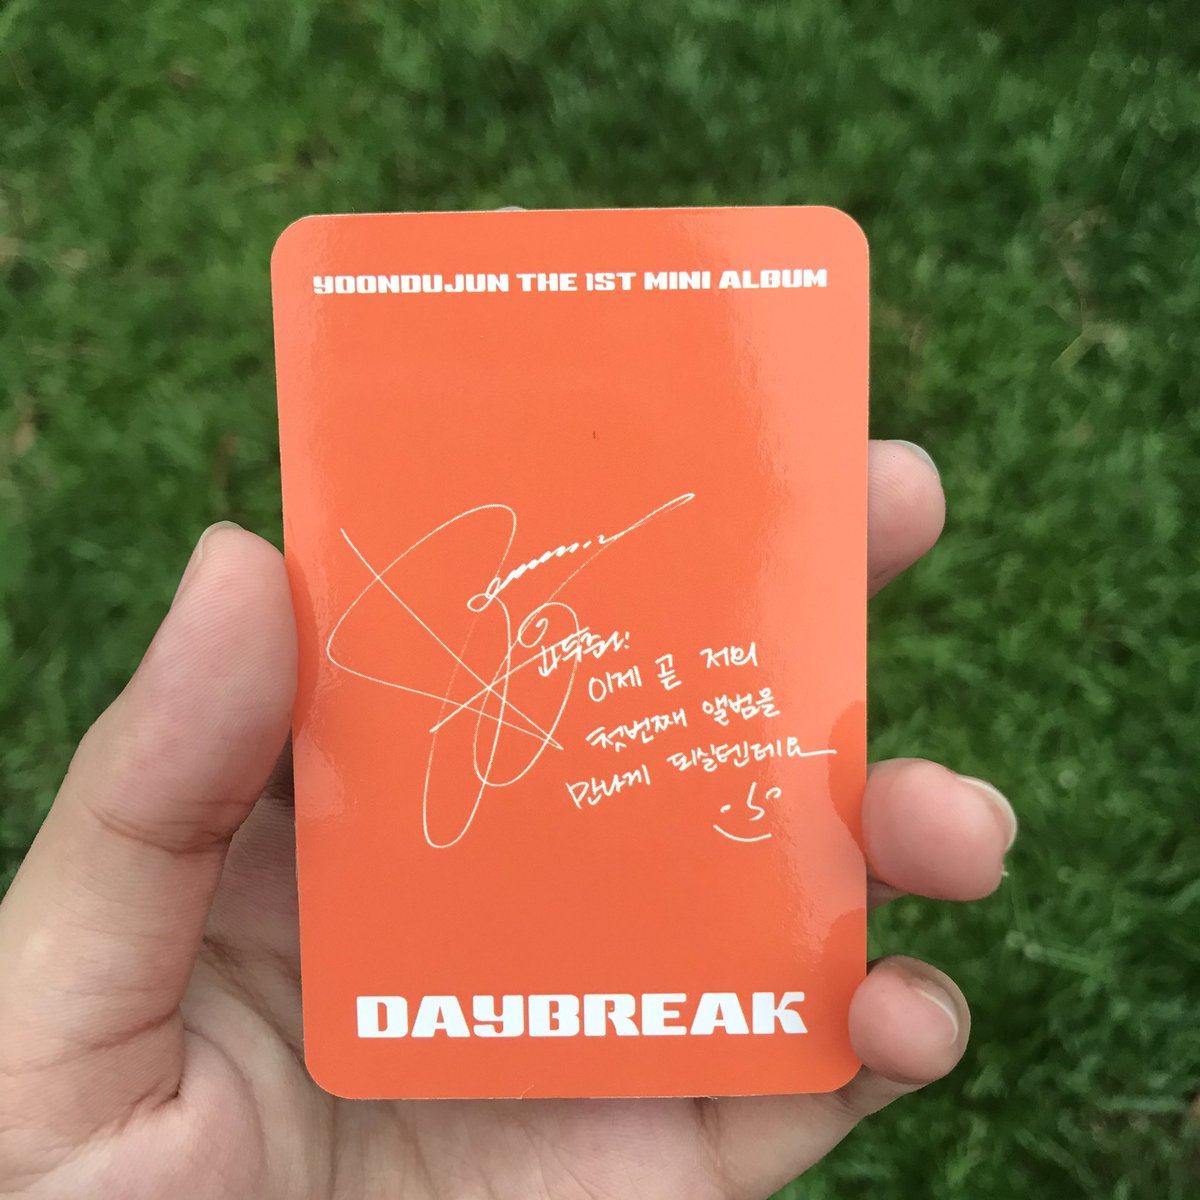 YOONDUJUN THE 1ST MINI ALBUM
이제 곧 저의
첫번째 앨범을
만나게 되실텐데요
DAYBREAK